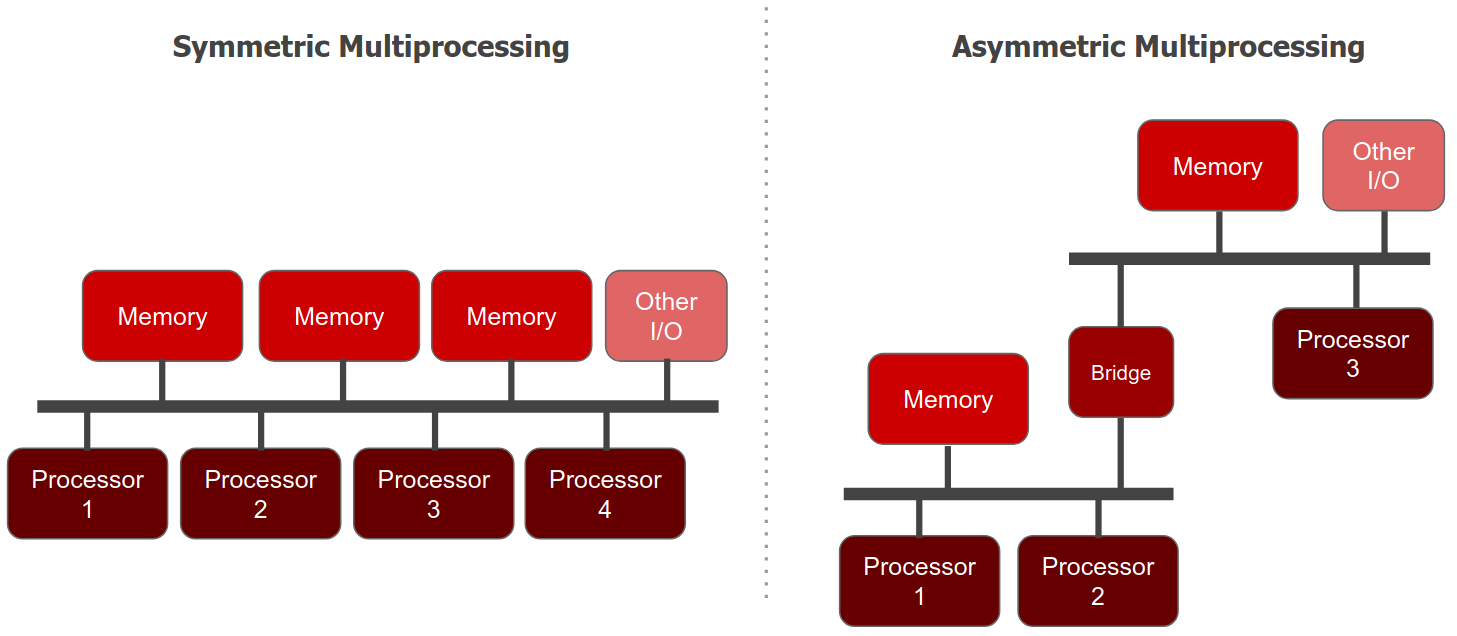 Symmetric Multiprocessing
Memory
Memory
Memory
Other
I/O
Processor
1
Processor
2
Processor
3
Processor
4
Asymmetric Multiprocessing
Memory
Other
I/O
Bridge
Processor
3
Memory
Processor
1
Processor
2